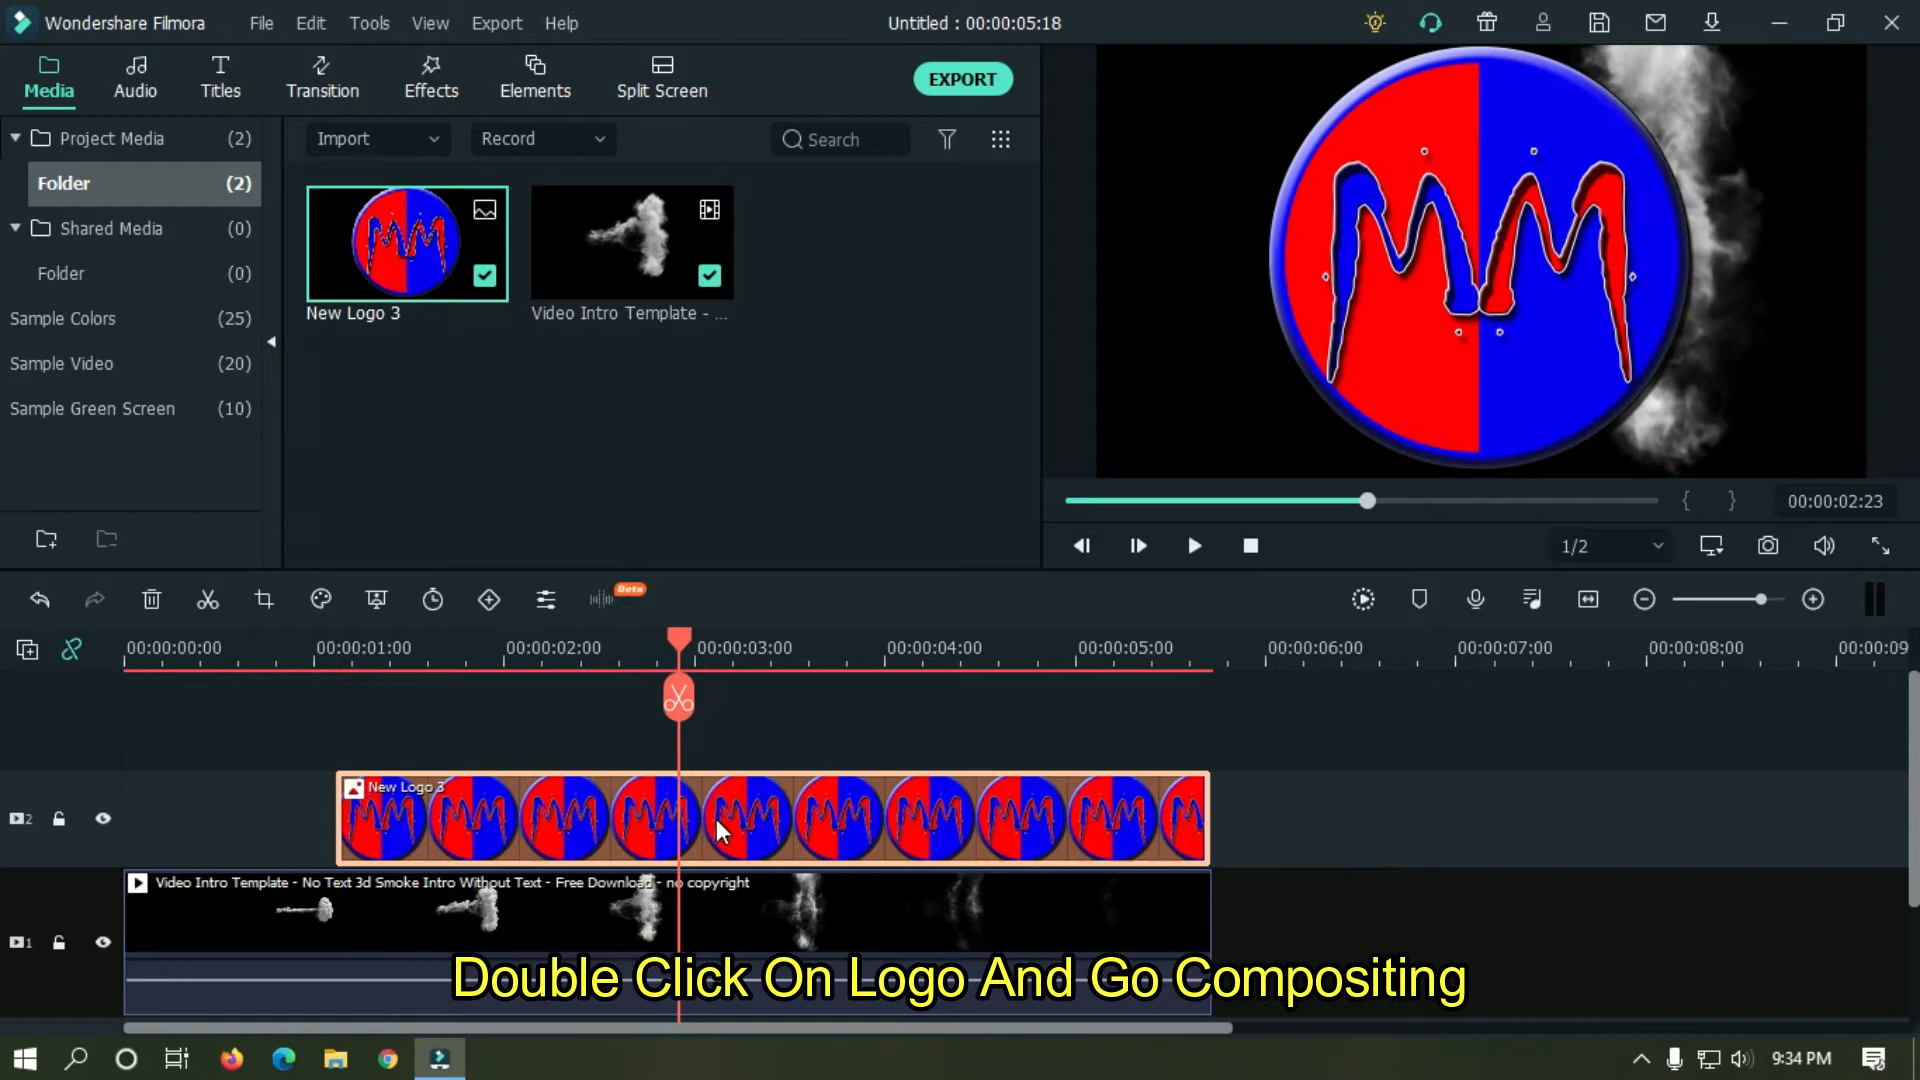 Wondershare Filmora
File
Edit
Tools
View
Export
Help
Untitled : 00:00:05:18
Media
Audio
Titles
Transition
Effects
Elements
Split Screen
EXPORT
Project Media (2)
Folder (2)
Shared Media (0)
Folder (0)
Sample Colors (25)
Sample Video (20)
Sample Green Screen (10)
Import
Record
Search
New Logo 3
Video Intro Template - ...
00:00:02:23
1/2
Beta
00:00:00:00
00:00:01:00
00:00:02:00
00:00:03:00
00:00:04:00
00:00:05:00
00:00:06:00
00:00:07:00
00:00:08:00
00:00:09
2
New Logo 3
1
Video Intro Template - No Text 3d Smoke Intro Without Text - Free Download - no copyright
Double Click On Logo And Go Compositing
9:34 PM